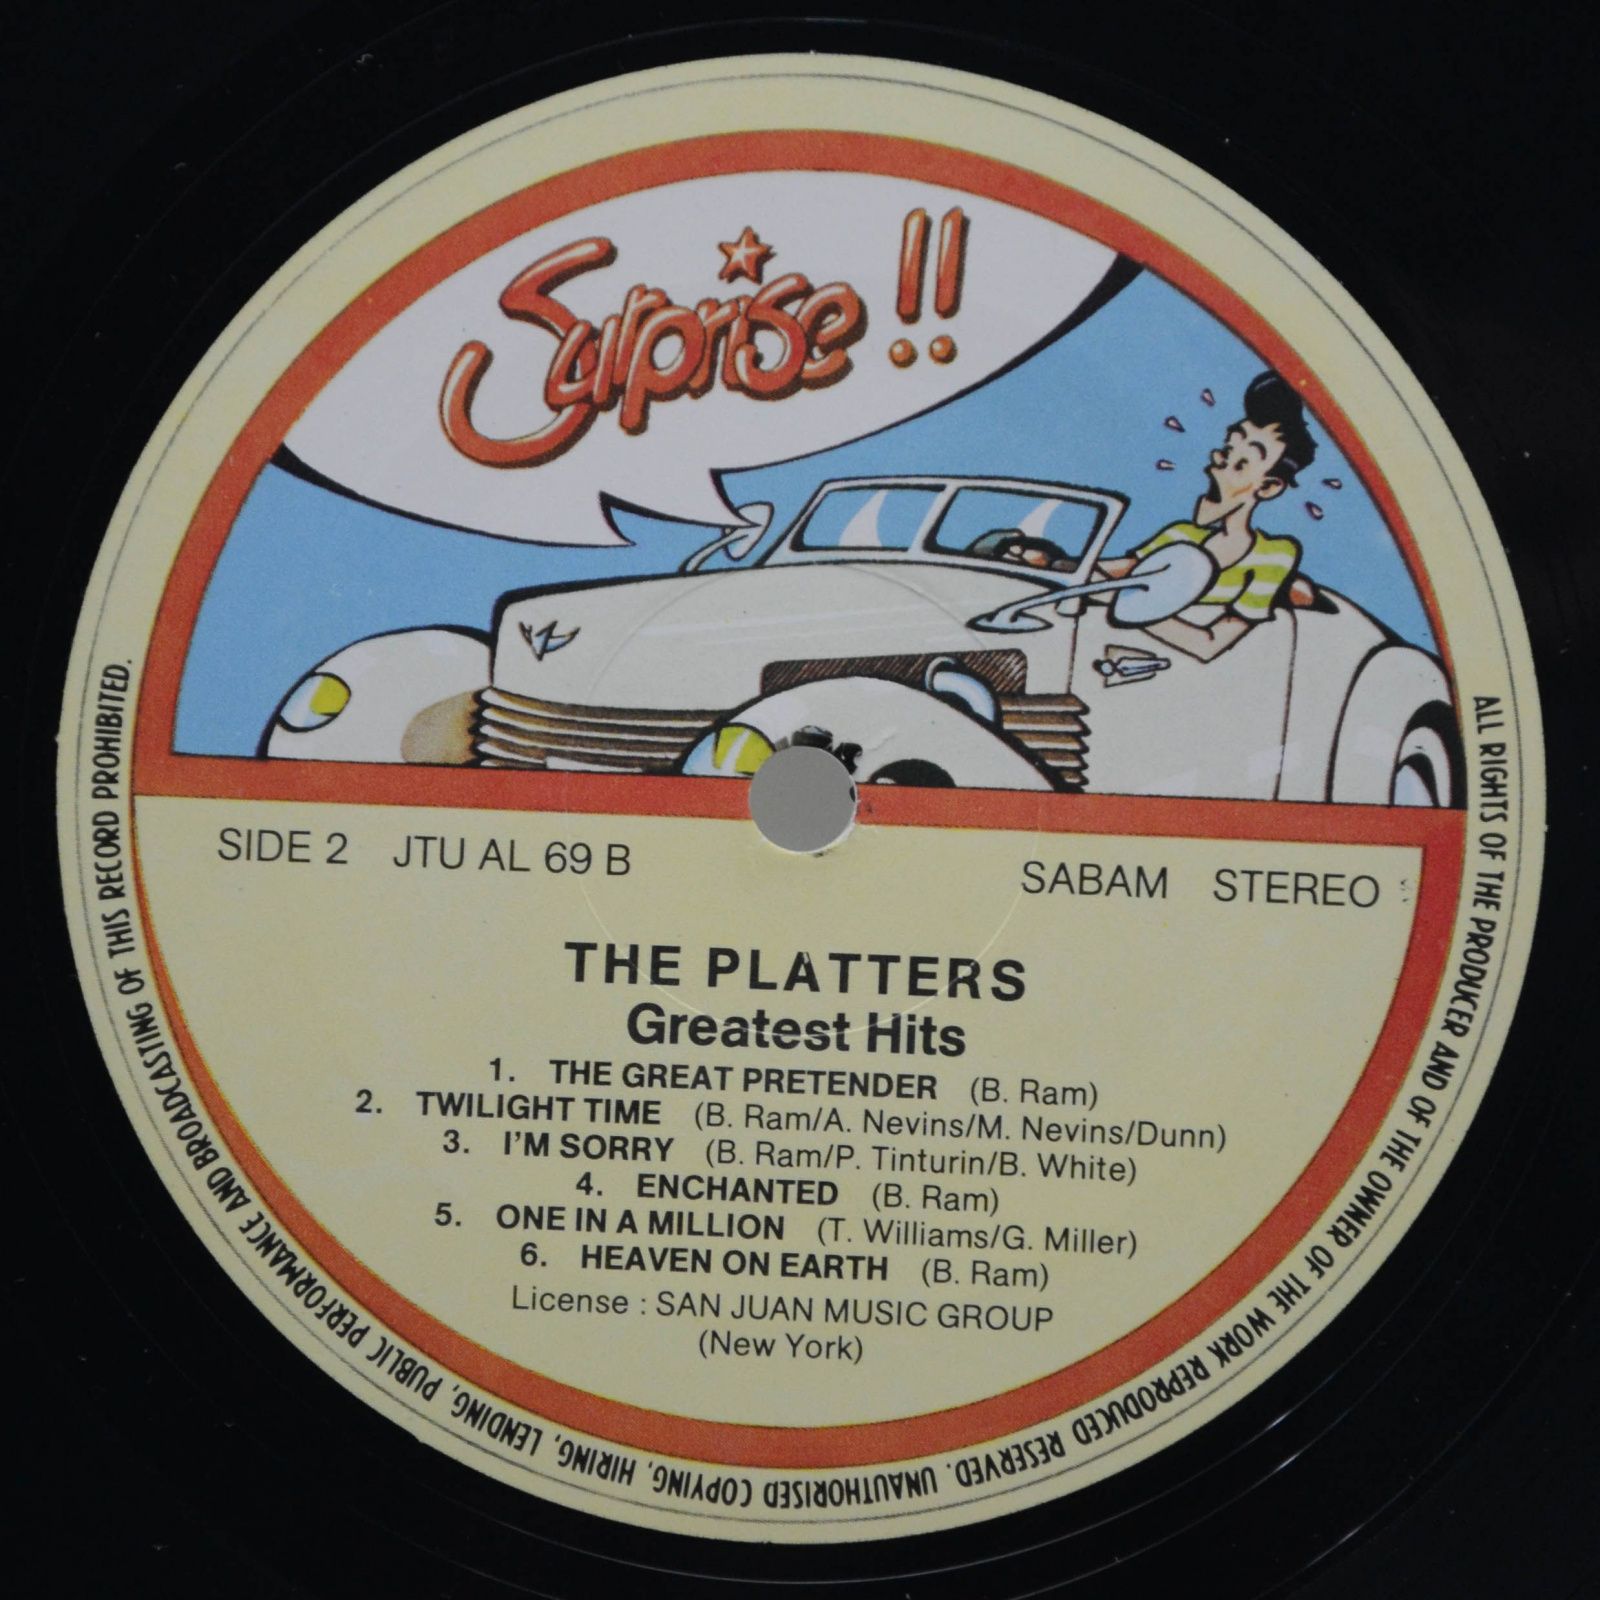 Surprise !!
SIDE 2 JTU AL 69 B
SABAM STEREO
THE PLATTERS
Greatest Hits
1. THE GREAT PRETENDER (B. Ram)
2. TWILIGHT TIME (B. Ram/A. Nevins/M. Nevins/Dunn)
3. I'M SORRY (B. Ram/P. Tinturin/B. White)
4. ENCHANTED (B. Ram)
5. ONE IN A MILLION (T. Williams/G. Miller)
6. HEAVEN ON EARTH (B. Ram)
License : SAN JUAN MUSIC GROUP
(New York)
ALL RIGHTS OF THE PRODUCER AND OF THE OWNER OF THE WORK REPRODUCED RESERVED. UNAUTHORISED COPYING, HIRING, LENDING, PUBLIC PERFORMANCE AND BROADCASTING OF THIS RECORD PROHIBITED.